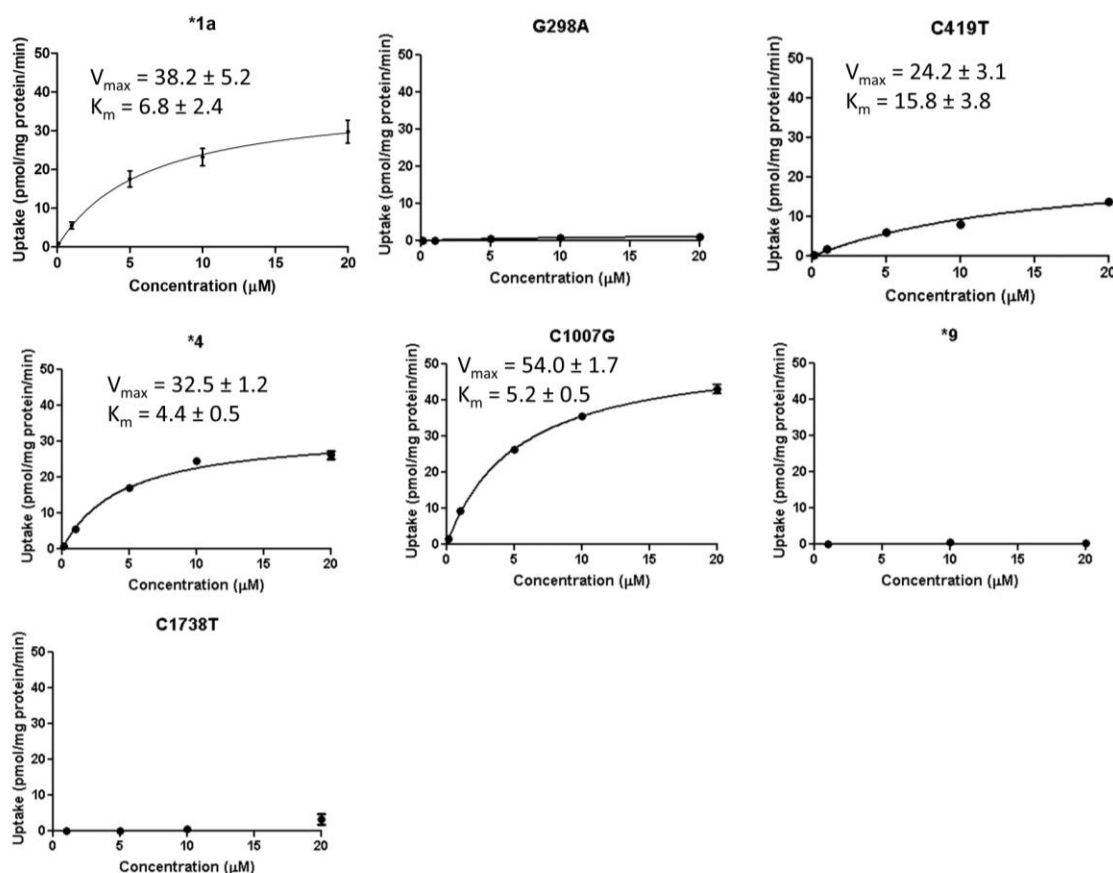 *1a
V_max = 38.2 ± 5.2
K_m = 6.8 ± 2.4
Uptake (pmol/mg protein/min)
50
40
30
20
10
0
0 5 10 15 20
Concentration (μM)
G298A
Uptake (pmol/mg protein/min)
50
40
30
20
10
0
0 5 10 15 20
Concentration (μM)
C419T
V_max = 24.2 ± 3.1
K_m = 15.8 ± 3.8
Uptake (pmol/mg protein/min)
50
40
30
20
10
0
0 5 10 15 20
Concentration (μM)
*4
V_max = 32.5 ± 1.2
K_m = 4.4 ± 0.5
Uptake (pmol/mg protein/min)
50
40
30
20
10
0
0 5 10 15 20
Concentration (μM)
C1007G
V_max = 54.0 ± 1.7
K_m = 5.2 ± 0.5
Uptake (pmol/mg protein/min)
50
40
30
20
10
0
0 5 10 15 20
Concentration (μM)
*9
Uptake (pmol/mg protein/min)
50
40
30
20
10
0
0 5 10 15 20
Concentration (μM)
C1738T
Uptake (pmol/mg protein/min)
50
40
30
20
10
0
0 5 10 15 20
Concentration (μM)